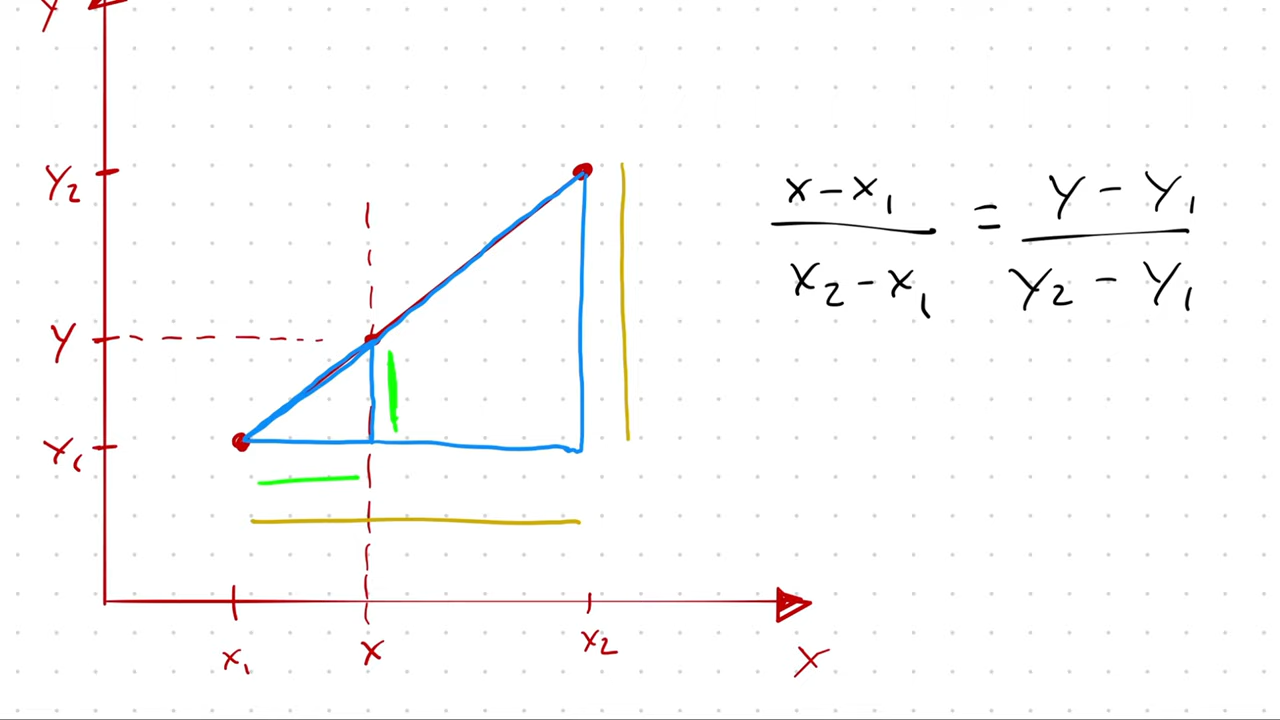 Y
Y2
Y
Y1
x1
x
x2
X
x - x1
x2 - x1
=
Y - Y1
Y2 - Y1